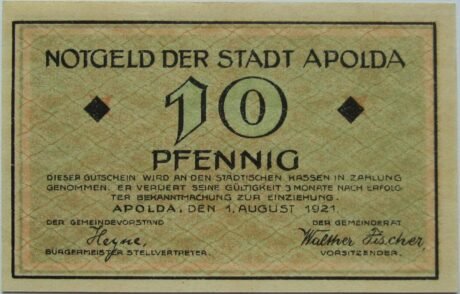 NOTGELD DER STADT APOLDA
10
PFENNIG
DIESER GUTSCHEIN WIRD AN DEN STÄDTISCHEN KASSEN IN ZAHLUNG
GENOMMEN. ER VERLIERT SEINE GÜLTIGKEIT 3 MONATE NACH ERFOLG-
TER BEKANNTMACHUNG ZUR EINZIEHUNG.
APOLDA, DEN 1. AUGUST 1921.
DER GEMEINDEVORSTAND DER GEMEINDERAT
Heyne, Walther Fischer,
BÜRGERMEISTER STELLVERTRETER. VORSITZENDER.